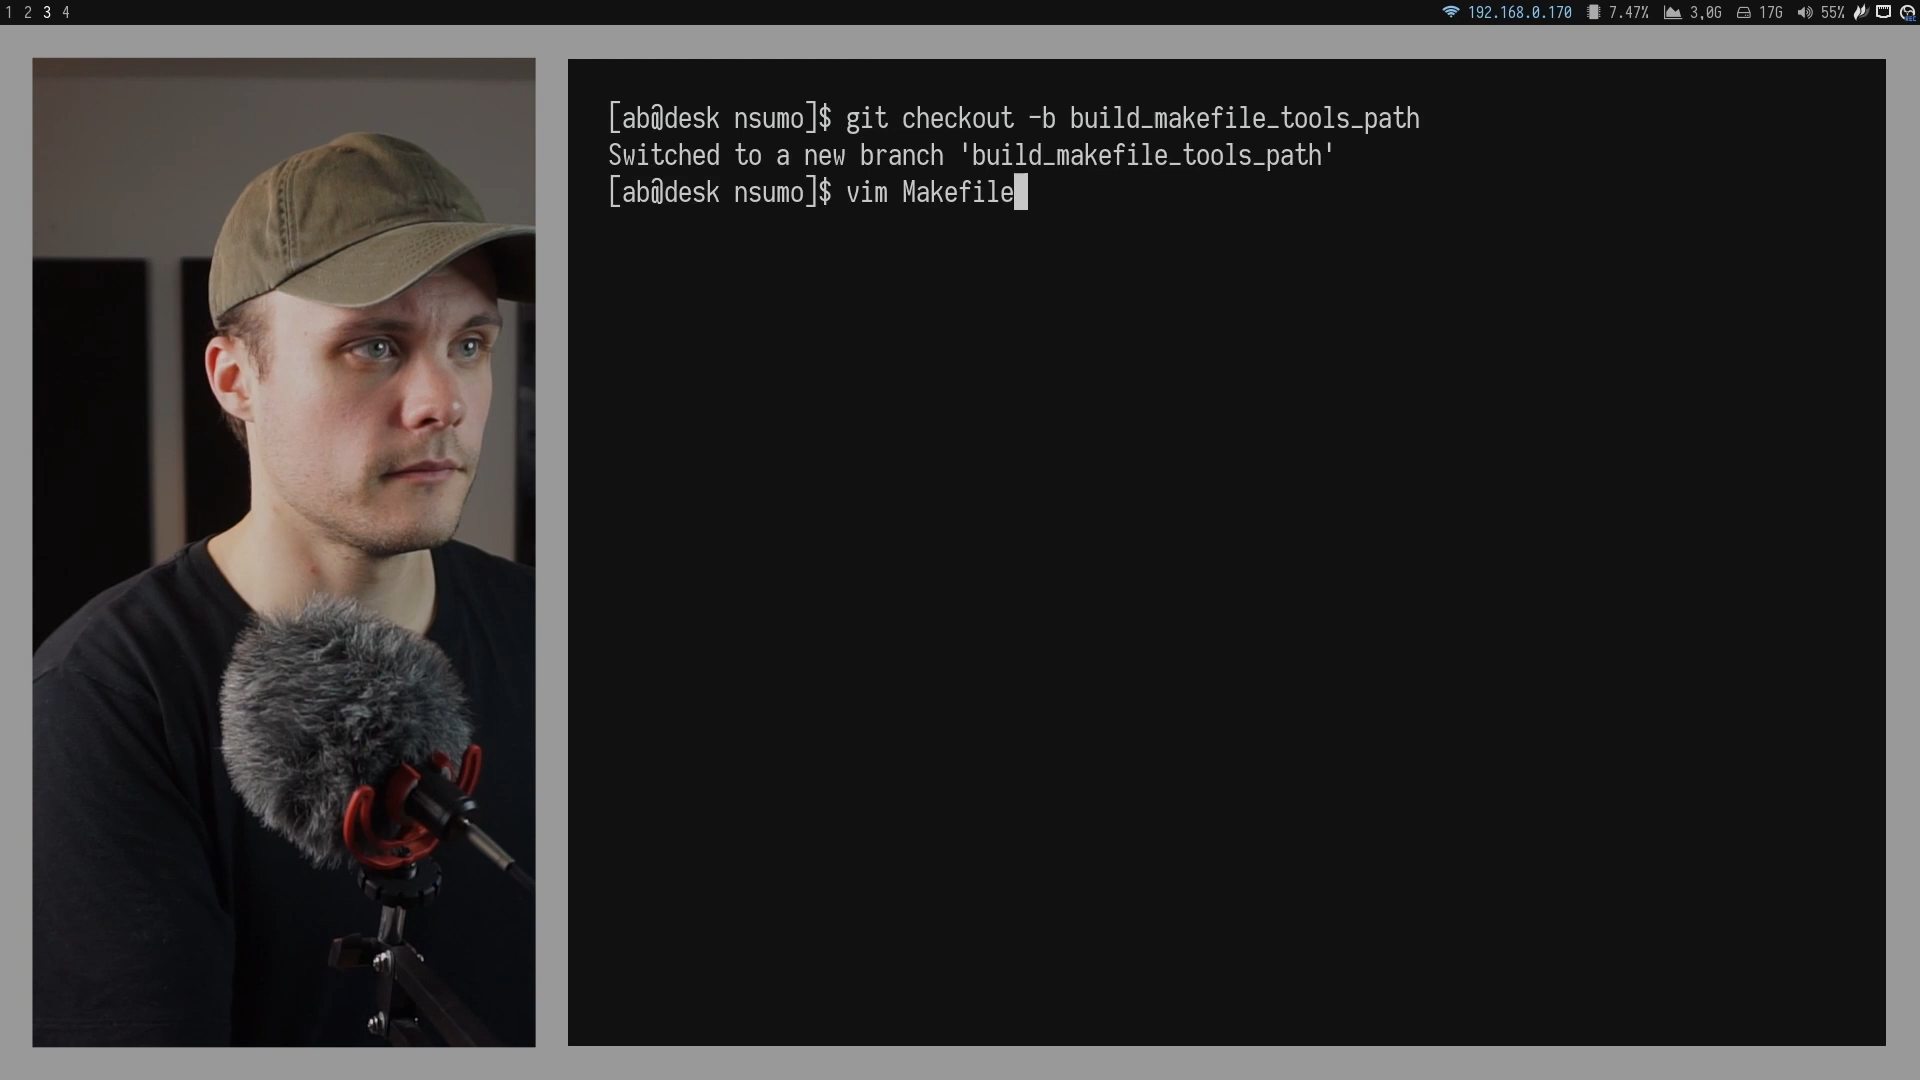 1 2 3 4 192.168.0.170 7.47% 3,0G 17G 55%
[ab@desk nsumo]$ git checkout -b build_makefile_tools_path
Switched to a new branch 'build_makefile_tools_path'
[ab@desk nsumo]$ vim Makefile